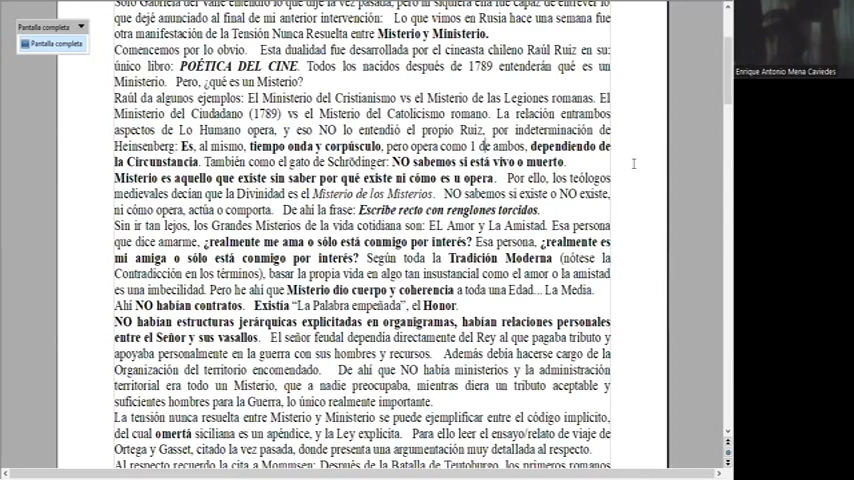 Pantalla completa
Pantalla completa
Sólo Gabriela del Valle entendió lo que dije la vez pasada, pero ni siquiera ella fue capaz de entrever lo
que dejé anunciado al final de mi anterior intervención: Lo que vimos en Rusia hace una semana fue
otra manifestación de la Tensión Nunca Resuelta entre Misterio y Ministerio.
Comencemos por lo obvio. Esta dualidad fue desarrollada por el cineasta chileno Raúl Ruiz en su:
único libro: POÉTICA DEL CINE. Todos los nacidos después de 1789 entenderán qué es un
Ministerio. Pero, ¿qué es un Misterio?
Raúl da algunos ejemplos: El Ministerio del Cristianismo vs el Misterio de las Legiones romanas. El
Ministerio del Ciudadano (1789) vs el Misterio del Catolicismo romano. La relación entrambos
aspectos de Lo Humano opera, y eso NO lo entendió el propio Ruiz, por indeterminación de
Heinsenberg: Es, al mismo, tiempo onda y corpúsculo, pero opera como 1 de ambos, dependiendo de
la Circunstancia. También como el gato de Schrödinger: NO sabemos si está vivo o muerto.
Misterio es aquello que existe sin saber por qué existe ni cómo es u opera. Por ello, los teólogos
medievales decían que la Divinidad es el Misterio de los Misterios. NO sabemos si existe o NO existe,
ni cómo opera, actúa o comporta. De ahí la frase: Escribe recto con renglones torcidos.
Sin ir tan lejos, los Grandes Misterios de la vida cotidiana son: EL Amor y La Amistad. Esa persona
que dice amarme, ¿realmente me ama o sólo está conmigo por interés? Esa persona, ¿realmente es
mi amiga o sólo está conmigo por interés? Según toda la Tradición Moderna (nótese la
Contradicción en los términos), basar la propia vida en algo tan insustancial como el amor o la amistad
es una imbecilidad. Pero he ahí que Misterio dio cuerpo y coherencia a toda una Edad... La Media.
Ahí NO habían contratos. Existía "La Palabra empeñada", el Honor.
NO habían estructuras jerárquicas explicitadas en organigramas, habían relaciones personales
entre el Señor y sus vasallos. El señor feudal dependía directamente del Rey al que pagaba tributo y
apoyaba personalmente en la guerra con sus hombres y recursos. Además debía hacerse cargo de la
Organización del territorio encomendado. De ahí que NO había ministerios y la administración
territorial era todo un Misterio, que a nadie preocupaba, mientras diera un tributo aceptable y
suficientes hombres para la Guerra, lo único realmente importante.
La tensión nunca resuelta entre Misterio y Ministerio se puede ejemplificar entre el código implícito,
del cual omertá siciliana es un apéndice, y la Ley explícita. Para ello leer el ensayo/relato de viaje de
Ortega y Gasset, citado la vez pasada, donde presenta una argumentación muy detallada al respecto.
Al respecto recuerdo la cita a Mommsen: Después de la Batalla de Teutoburgo, los primeros romanos
Enrique Antonio Mena Caviedes